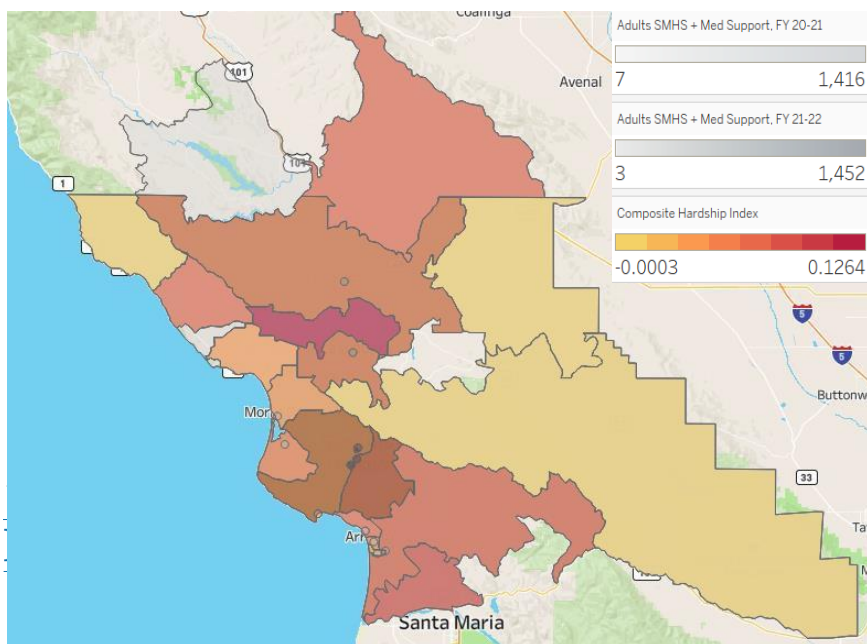 Coalinga
Adults SMHS + Med Support, FY 20-21
7 1,416
101
Avenal
Adults SMHS + Med Support, FY 21-22
3 1,452
101
1
Composite Hardship Index
-0.0003 0.1264
5
5
Buttonw
Mor
33
Ta
Arr
M
Santa Maria